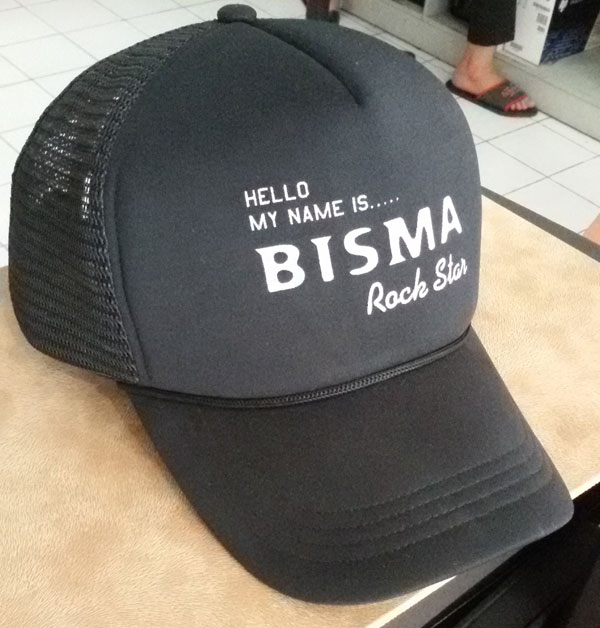 HELLO
MY NAME IS.....
BISMA
Rock Star